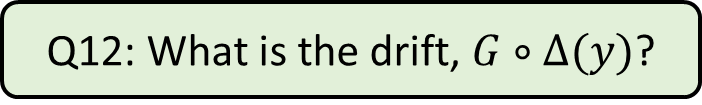 Q12: What is the drift, 𝐺 ∘ Δ(𝑦)?